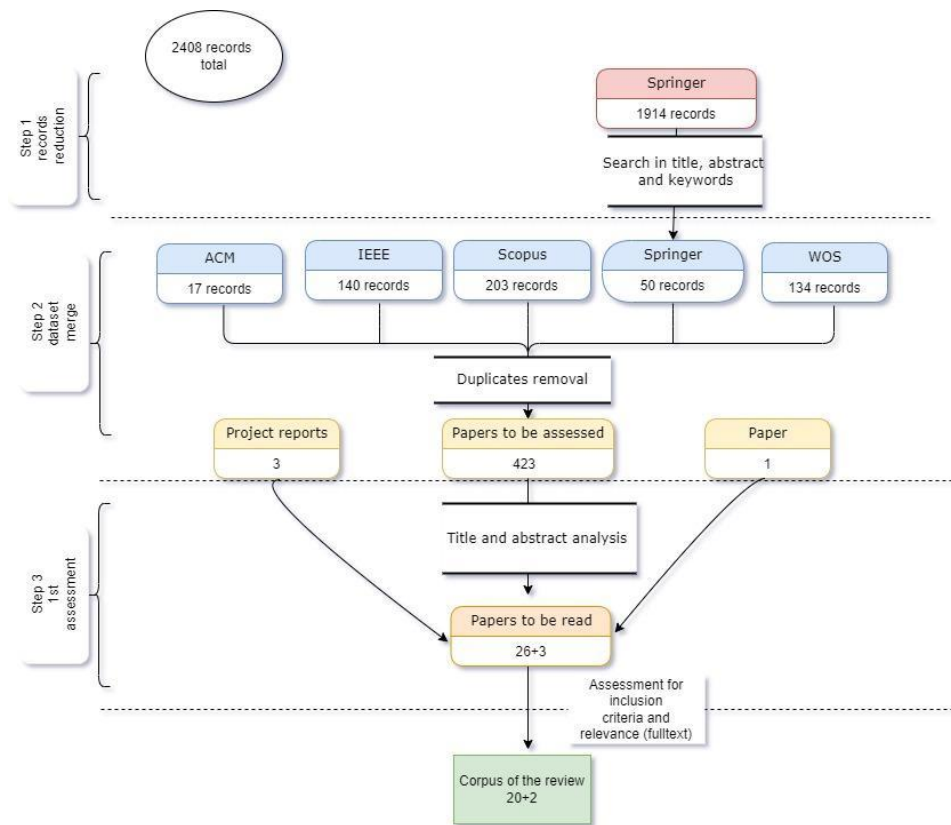 2408 records
total
Step 1
records
reduction
Springer
1914 records
Search in title, abstract
and keywords
Step 2
dataset
merge
ACM
17 records
IEEE
140 records
Scopus
203 records
Springer
50 records
WOS
134 records
Duplicates removal
Project reports
3
Papers to be assessed
423
Paper
1
Step 3
1st
assessment
Title and abstract analysis
Papers to be read
26+3
Assessment for
inclusion
criteria and
relevance (fulltext)
Corpus of the review
20+2